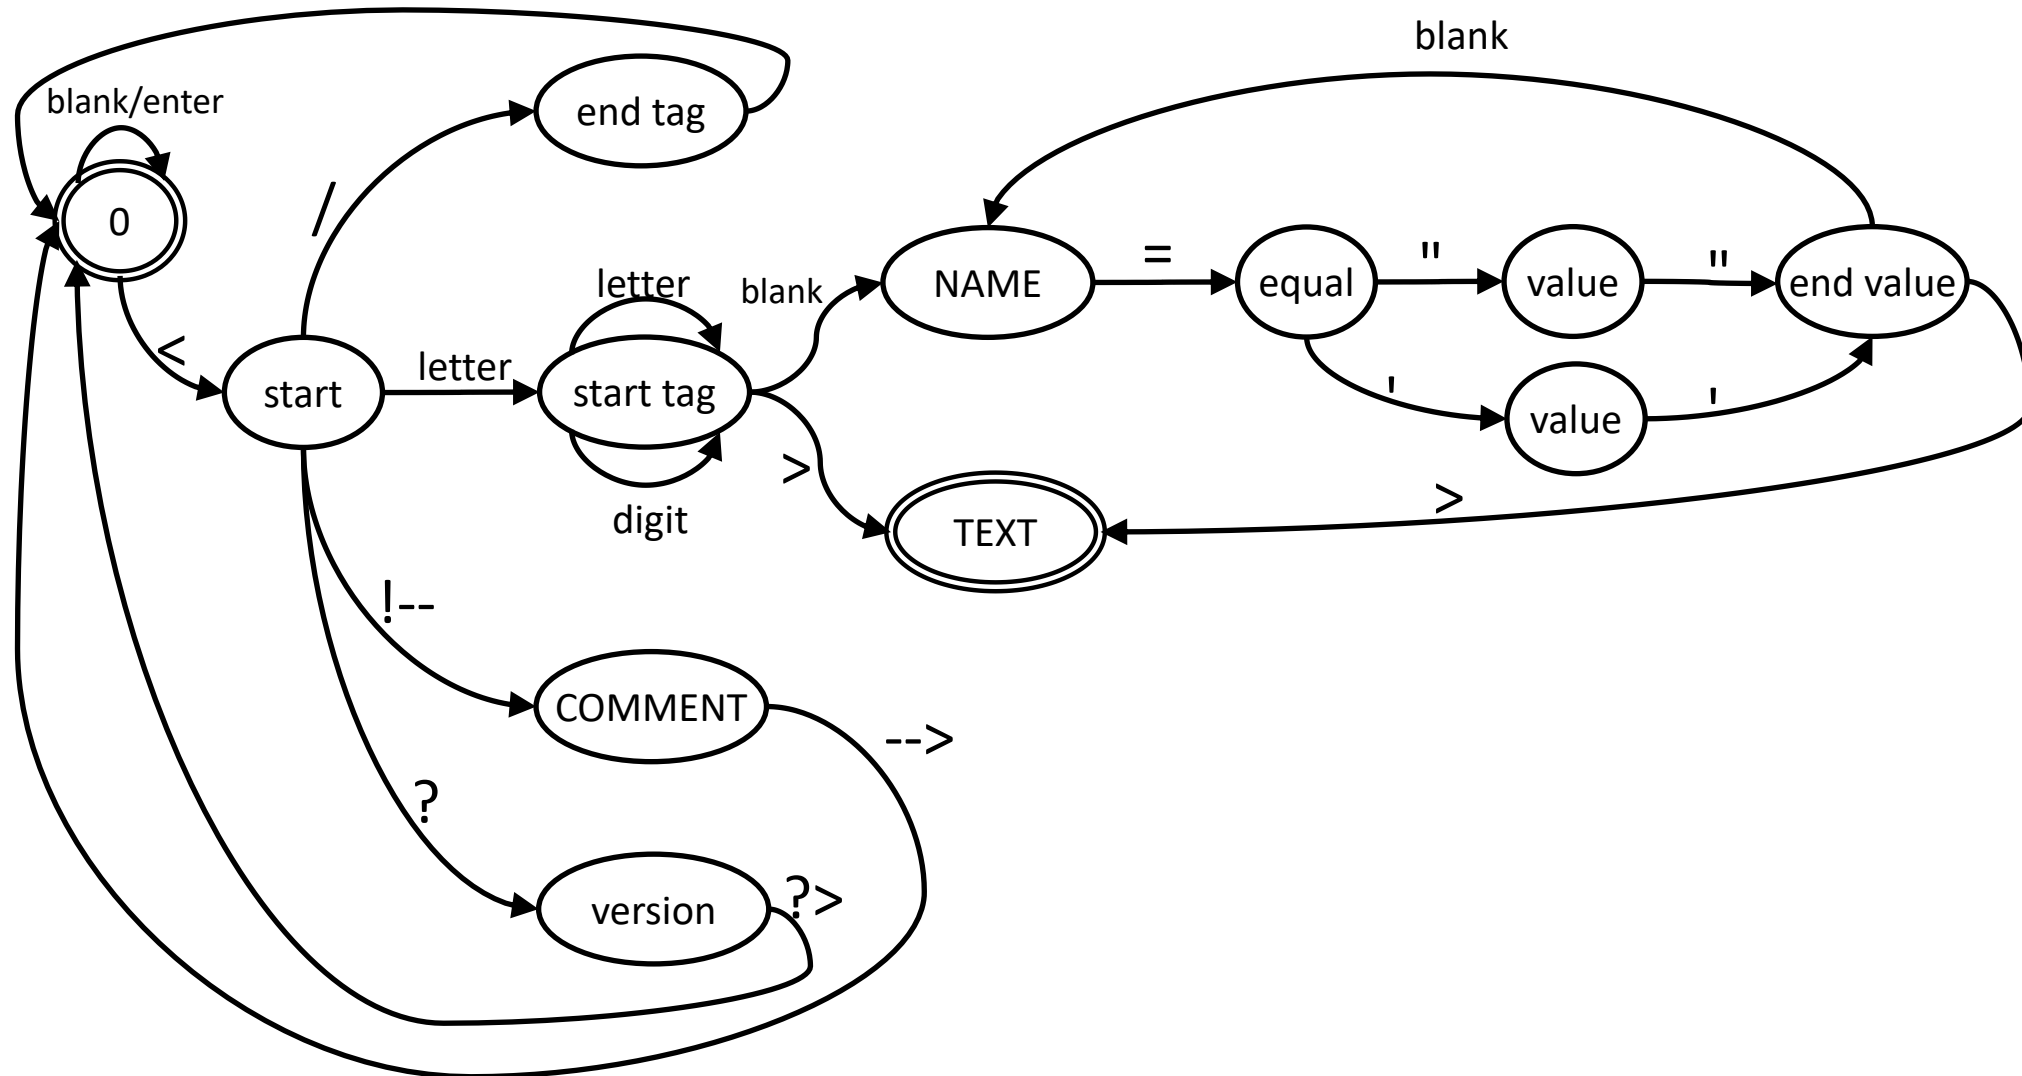 blank
blank/enter
end tag
/
0
letter
blank
NAME
=
equal
"
value
"
end value
<
start
letter
start tag
'
value
'
>
digit
TEXT
>
!--
COMMENT
-->
?
version
?>